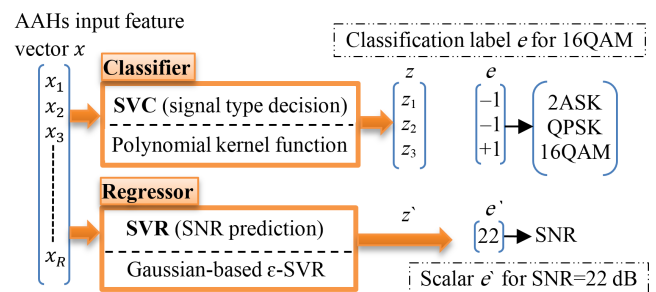 AAHs input feature
vector x
Classification label e for 16QAM
Classifier
x1
x2
x3
xR
SVC (signal type decision)
Polynomial kernel function
z
z1
z2
z3
e
–1
–1
+1
2ASK
QPSK
16QAM
Regressor
SVR (SNR prediction)
Gaussian-based ε-SVR
z`
e`
22
SNR
Scalar e` for SNR=22 dB